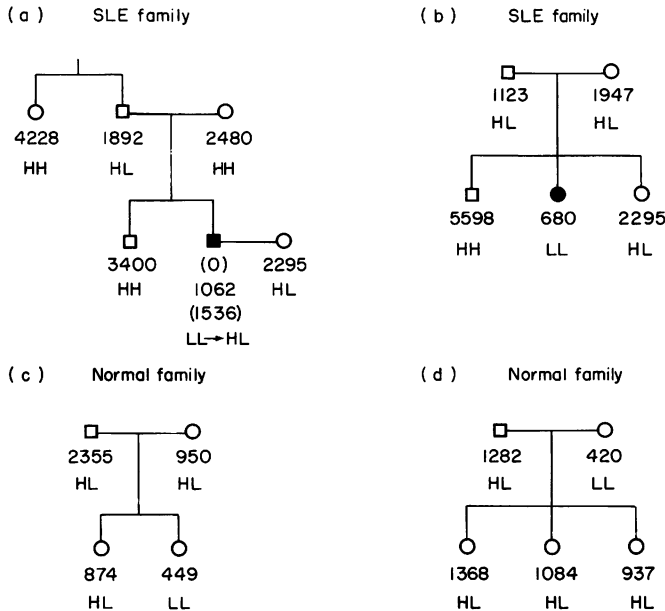 (a) SLE family
4228 1892 2480
HH HL HH
3400 (0) 2295
HH 1062 HL
(1536)
LL→HL
(b) SLE family
1123 1947
HL HL
5598 680 2295
HH LL HL
(c) Normal family
2355 950
HL HL
874 449
HL LL
(d) Normal family
1282 420
HL LL
1368 1084 937
HL HL HL